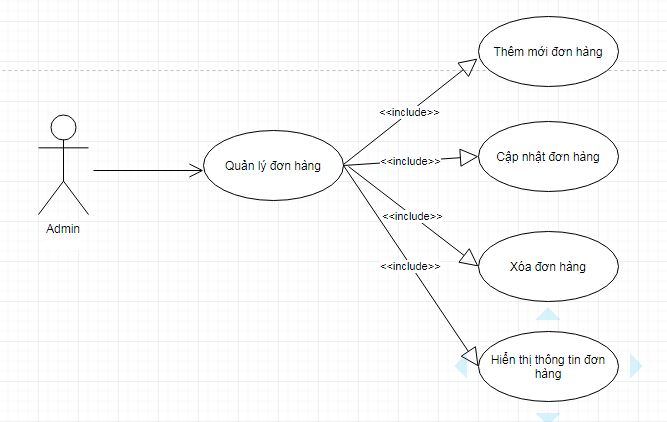 Thêm mới đơn hàng
<<include>>
Cập nhật đơn hàng
<<include>>
Quản lý đơn hàng
<<include>>
Admin
<<include>>
Xóa đơn hàng
Hiển thị thông tin đơn
hàng